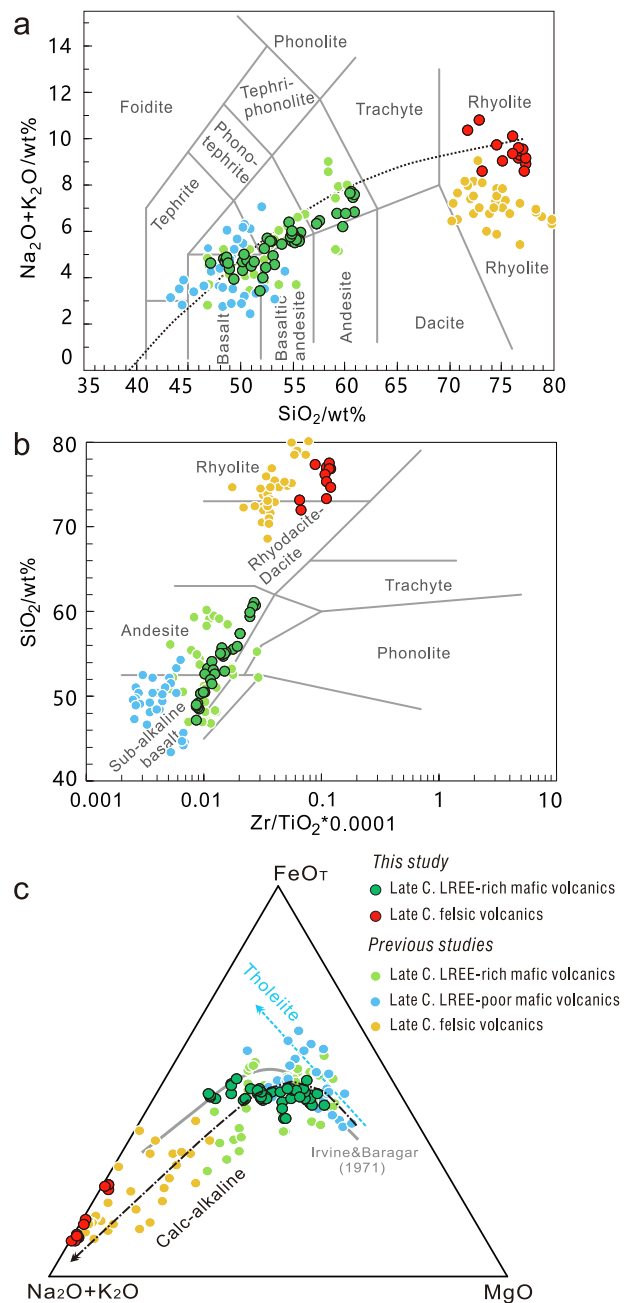 a
Phonolite
Foidite
Tephri-
phonolite
Trachyte
Rhyolite
Phono-
tephrite
Tephrite
Basalt
Basaltic
andesite
Andesite
Dacite
Rhyolite
Na2O+K2O/wt%
14
12
10
8
6
4
2
0
35 40 45 50 55 60 65 70 75 80
SiO2/wt%
b
80
70
60
50
40
SiO2/wt%
Rhyolite
Rhyodacite-
Dacite
Trachyte
Andesite
Phonolite
Sub-alkaline
basalt
0.001 0.01 0.1 1 10
Zr/TiO2*0.0001
c
FeOT
This study
Late C. LREE-rich mafic volcanics
Late C. felsic volcanics
Previous studies
Late C. LREE-rich mafic volcanics
Late C. LREE-poor mafic volcanics
Late C. felsic volcanics
Tholeiite
Irvine&Baragar
(1971)
Calc-alkaline
Na2O+K2O
MgO